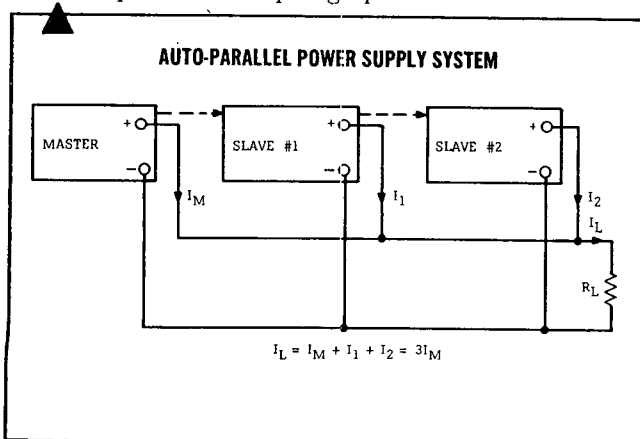 AUTO-PARALLEL POWER SUPPLY SYSTEM
MASTER
+
-
SLAVE #1
+
-
SLAVE #2
+
-
I_M
I_1
I_2
I_L
R_L
I_L = I_M + I_1 + I_2 = 3I_M